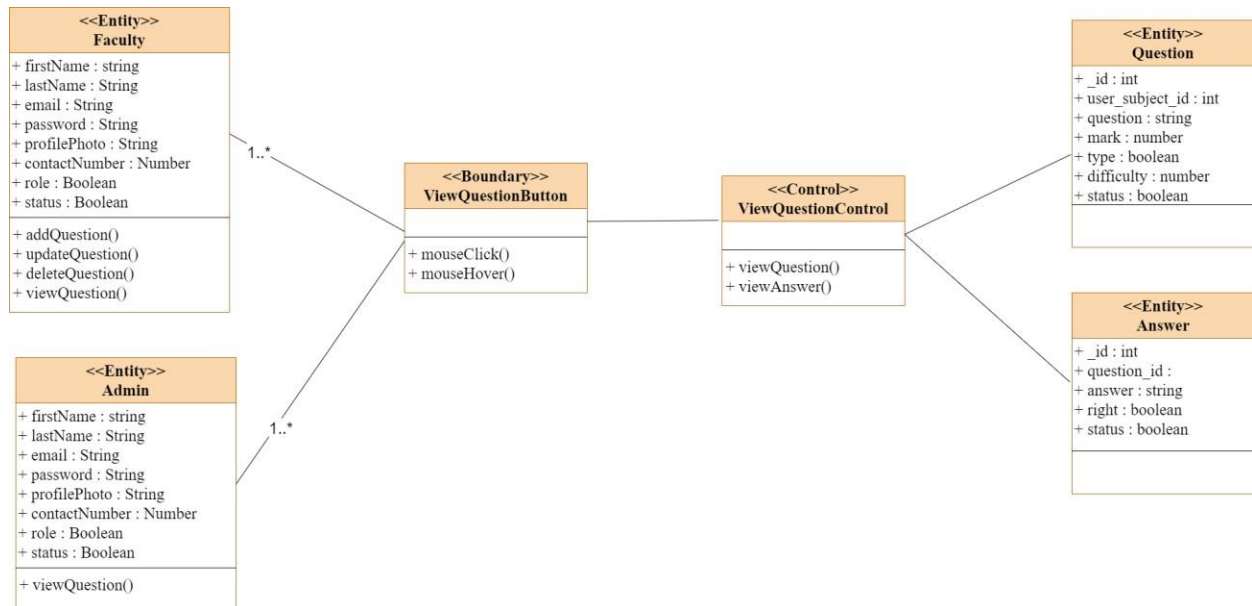 <<Entity>>
Faculty
+ firstName : string
+ lastName : String
+ email : String
+ password : String
+ profilePhoto : String
+ contactNumber : Number
+ role : Boolean
+ status : Boolean
+ addQuestion()
+ updateQuestion()
+ deleteQuestion()
+ viewQuestion()
1..*
<<Entity>>
Admin
+ firstName : string
+ lastName : String
+ email : String
+ password : String
+ profilePhoto : String
+ contactNumber : Number
+ role : Boolean
+ status : Boolean
+ viewQuestion()
1..*
<<Boundary>>
ViewQuestionButton
+ mouseClick()
+ mouseHover()
<<Control>>
ViewQuestionControl
+ viewQuestion()
+ viewAnswer()
<<Entity>>
Question
+ _id : int
+ user_subject_id : int
+ question : string
+ mark : number
+ type : boolean
+ difficulty : number
+ status : boolean
<<Entity>>
Answer
+ _id : int
+ question_id :
+ answer : string
+ right : boolean
+ status : boolean